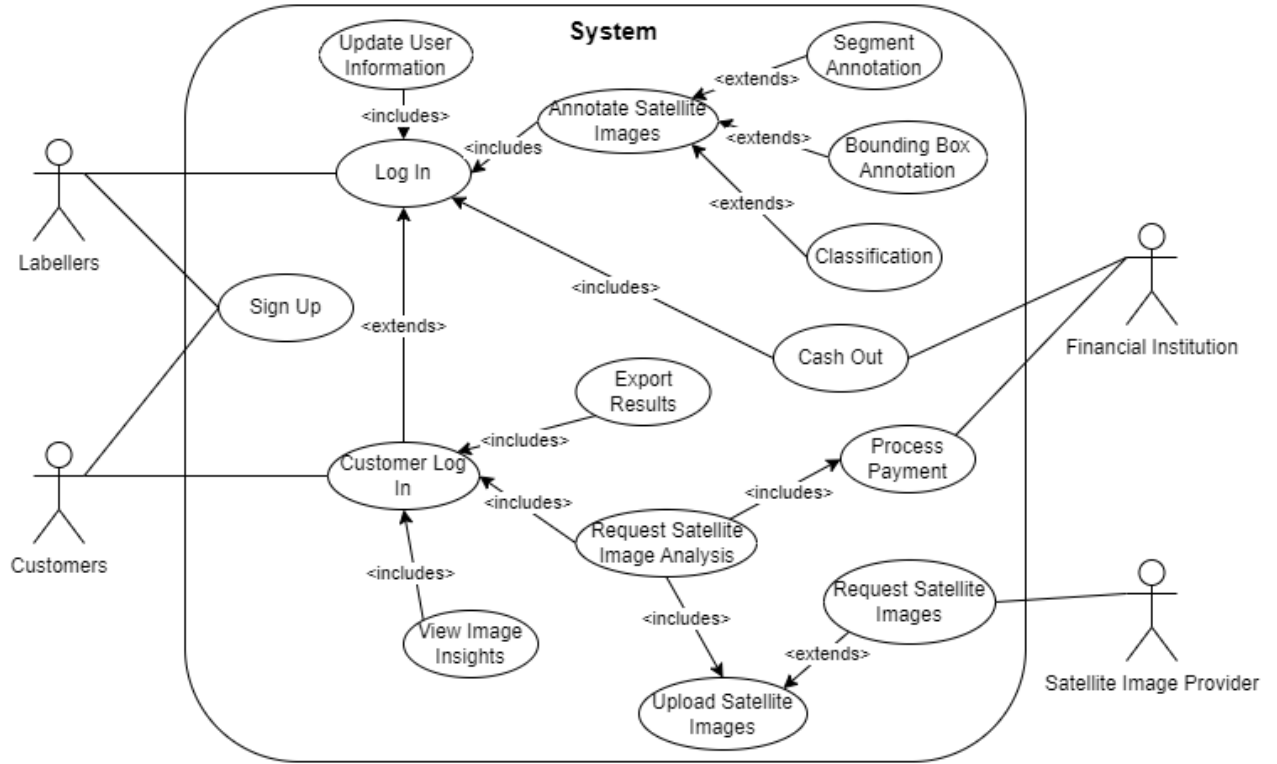 System
Update User
Information
<includes>
Segment
Annotation
<extends>
Annotate Satellite
Images
<includes
<extends>
Bounding Box
Annotation
Log In
<extends>
Classification
Labellers
Sign Up
<extends>
<includes>
Cash Out
Financial Institution
Export
Results
<includes>
Customer Log
In
<includes>
<includes>
Process
Payment
Request Satellite
Image Analysis
Customers
<includes>
View Image
Insights
<includes>
Request Satellite
Images
<extends>
Upload Satellite
Images
Satellite Image Provider